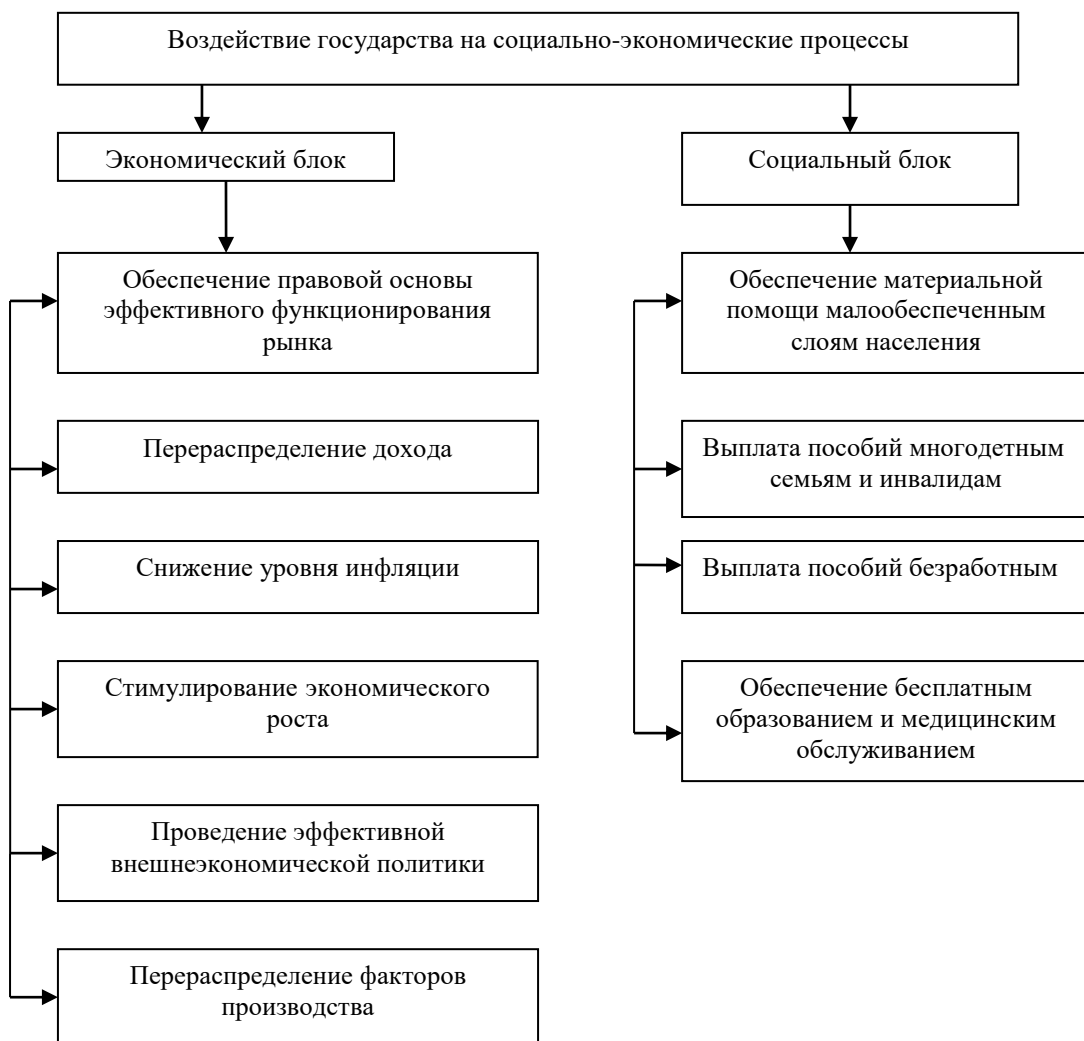 Воздействие государства на социально-экономические процессы
Экономический блок
Социальный блок
Обеспечение правовой основы
эффективного функционирования
рынка
Перераспределение дохода
Снижение уровня инфляции
Стимулирование экономического
роста
Проведение эффективной
внешнеэкономической политики
Перераспределение факторов
производства
Обеспечение материальной
помощи малообеспеченным
слоям населения
Выплата пособий многодетным
семьям и инвалидам
Выплата пособий безработным
Обеспечение бесплатным
образованием и медицинским
обслуживанием